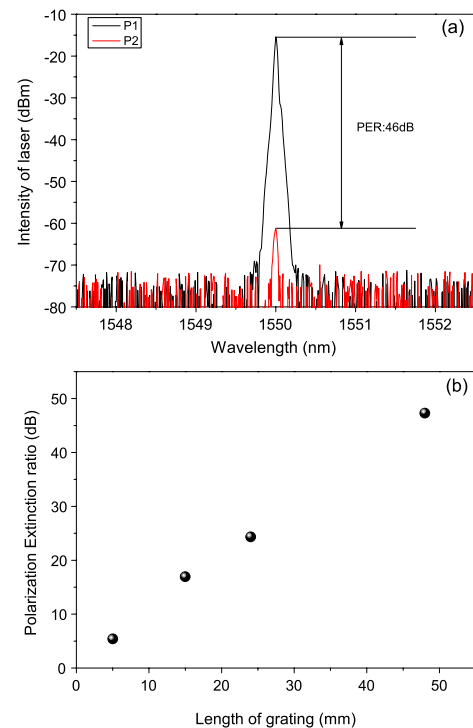 P1
P2
(a)
PER:46dB
-10
-20
-30
-40
-50
-60
-70
-80
Intensity of laser (dBm)
1548 1549 1550 1551 1552
Wavelength (nm)
(b)
50
40
30
20
10
0
Polarization Extinction ratio (dB)
0 10 20 30 40 50
Length of grating (mm)